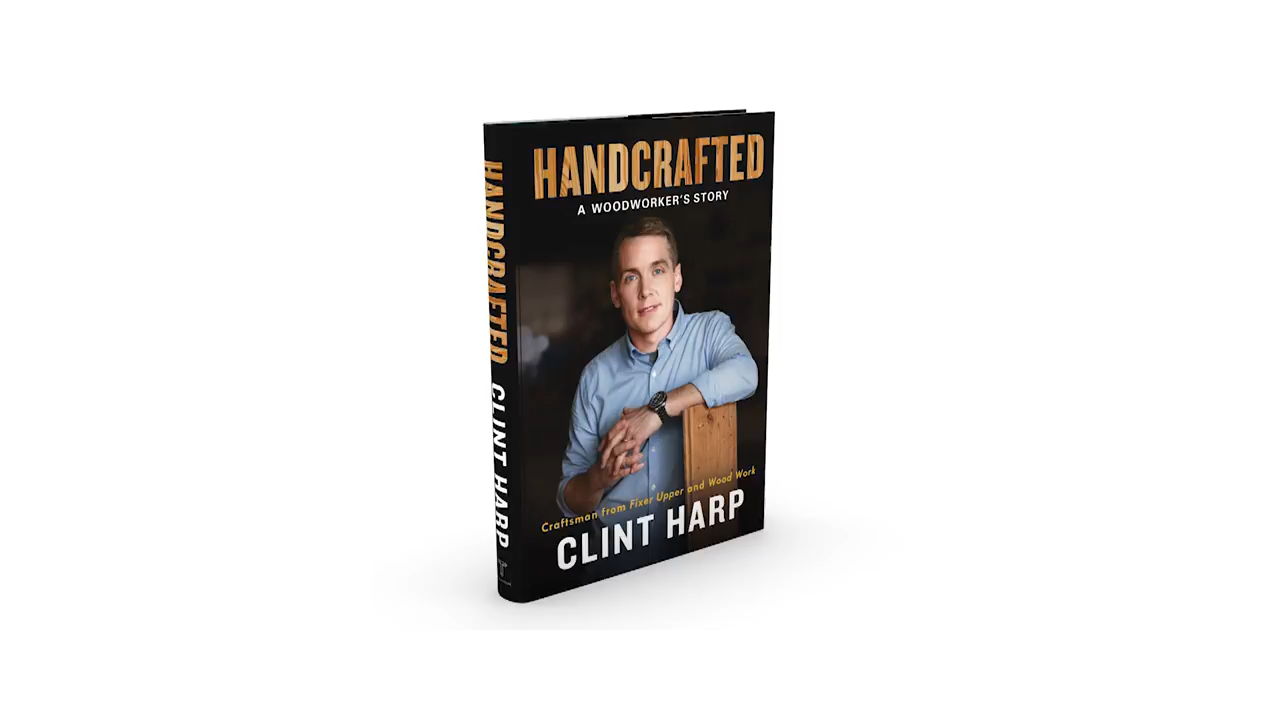 HANDCRAFTED
A WOODWORKER'S STORY
Craftsman from Fixer Upper and Wood Work
CLINT HARP
HANDCRAFTED CLINT HARP